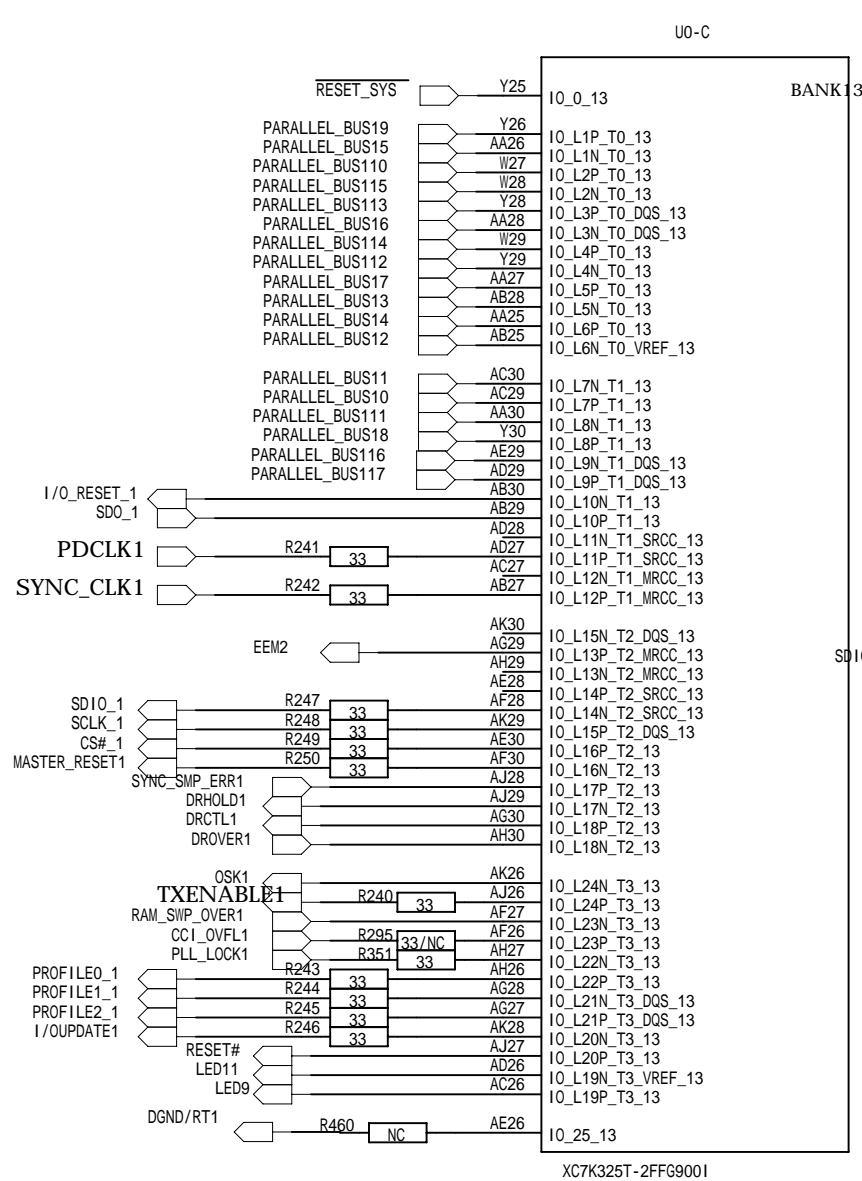 U0-C
RESET_SYS Y25 IO_0_13 BANK13
PARALLEL_BUS19 Y26 IO_L1P_T0_13
PARALLEL_BUS15 AA26 IO_L1N_T0_13
PARALLEL_BUS110 W27 IO_L2P_T0_13
PARALLEL_BUS115 W28 IO_L2N_T0_13
PARALLEL_BUS113 Y28 IO_L3P_T0_DQS_13
PARALLEL_BUS16 AA28 IO_L3N_T0_DQS_13
PARALLEL_BUS114 W29 IO_L4P_T0_13
PARALLEL_BUS112 Y29 IO_L4N_T0_13
PARALLEL_BUS17 AA27 IO_L5P_T0_13
PARALLEL_BUS13 AB28 IO_L5N_T0_13
PARALLEL_BUS14 AA25 IO_L6P_T0_13
PARALLEL_BUS12 AB25 IO_L6N_T0_VREF_13
PARALLEL_BUS11 AC30 IO_L7N_T1_13
PARALLEL_BUS10 AC29 IO_L7P_T1_13
PARALLEL_BUS111 AA30 IO_L8N_T1_13
PARALLEL_BUS18 Y30 IO_L8P_T1_13
PARALLEL_BUS116 AE29 IO_L9N_T1_DQS_13
PARALLEL_BUS117 AD29 IO_L9P_T1_DQS_13
I/O_RESET_1 AB30 IO_L10N_T1_13
SDO_1 AB29 IO_L10P_T1_13
AD28 IO_L11N_T1_SRCC_13
PDCLK1 R241 33 AD27 IO_L11P_T1_SRCC_13
AC27 IO_L12N_T1_MRCC_13
SYNC_CLK1 R242 33 AB27 IO_L12P_T1_MRCC_13
AK30 IO_L15N_T2_DQS_13
EEM2 AG29 IO_L13P_T2_MRCC_13 SDIO
AH29 IO_L13N_T2_MRCC_13
AE28 IO_L14P_T2_SRCC_13
SDIO_1 R247 33 AF28 IO_L14N_T2_SRCC_13
SCLK_1 R248 33 AK29 IO_L15P_T2_DQS_13
CS#_1 R249 33 AE30 IO_L16P_T2_13
MASTER_RESET1 R250 33 AF30 IO_L16N_T2_13
SYNC_SMP_ERR1 AJ28 IO_L17P_T2_13
DRHOLD1 AJ29 IO_L17N_T2_13
DRCTL1 AG30 IO_L18P_T2_13
DROVER1 AH30 IO_L18N_T2_13
OSK1 AK26 IO_L24N_T3_13
TXENABLE1 R240 33 AJ26 IO_L24P_T3_13
RAM_SWP_OVER1 AF27 IO_L23N_T3_13
CCI_OVFL1 R295 33/NC AF26 IO_L23P_T3_13
PLL_LOCK1 R351 33 AH27 IO_L22N_T3_13
PROFILE0_1 R243 33 AH26 IO_L22P_T3_13
PROFILE1_1 R244 33 AG28 IO_L21N_T3_DQS_13
PROFILE2_1 R245 33 AG27 IO_L21P_T3_DQS_13
I/OUPDATE1 R246 33 AK28 IO_L20N_T3_13
RESET# AJ27 IO_L20P_T3_13
LED11 AD26 IO_L19N_T3_VREF_13
LED9 AC26 IO_L19P_T3_13
DGND/RT1 R460 NC AE26 IO_25_13
XC7K325T-2FFG900I